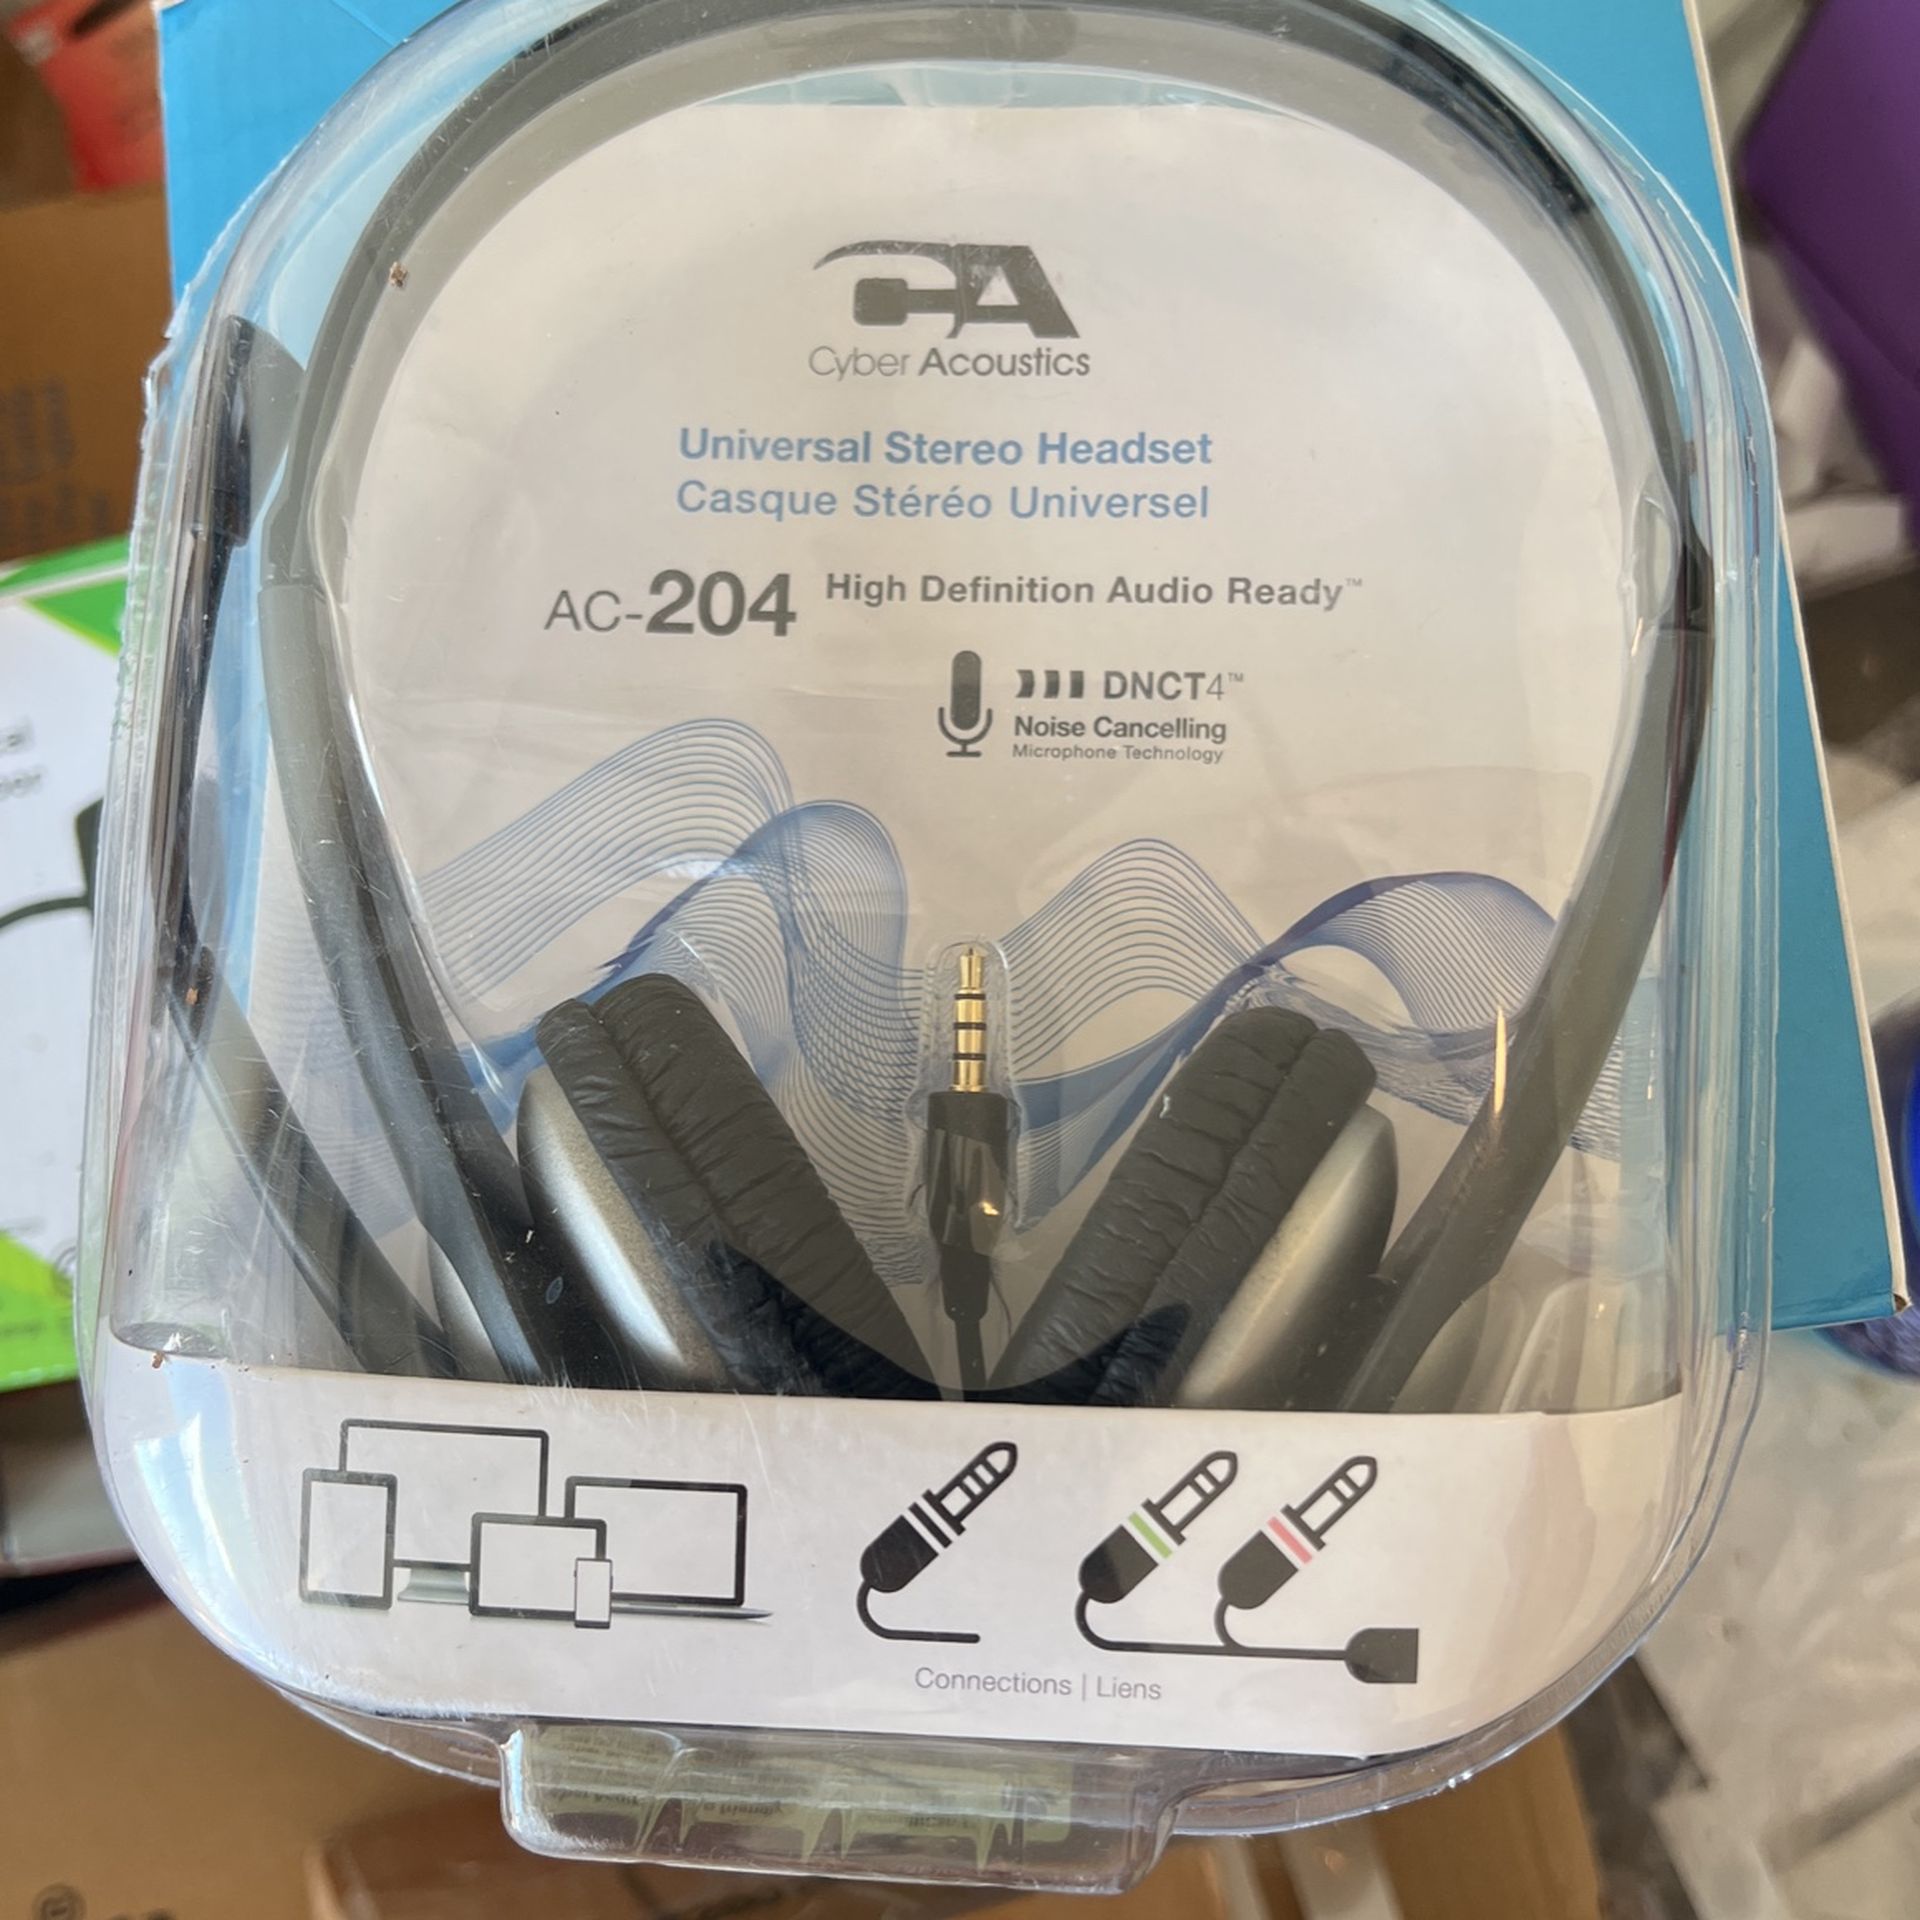 CA
Cyber Acoustics
Universal Stereo Headset
Casque Stéréo Universel
AC-204 High Definition Audio Ready™
DNCT4™
Noise Cancelling
Microphone Technology
Connections | Liens